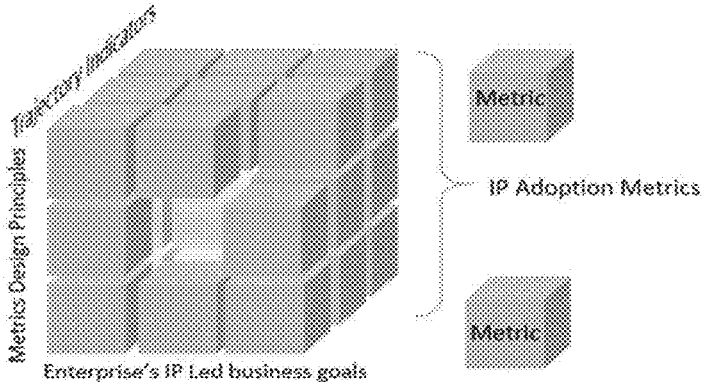 Trajectory Indicators
Metrics Design Principles
Metric
IP Adoption Metrics
Metric
Enterprise's IP Led business goals